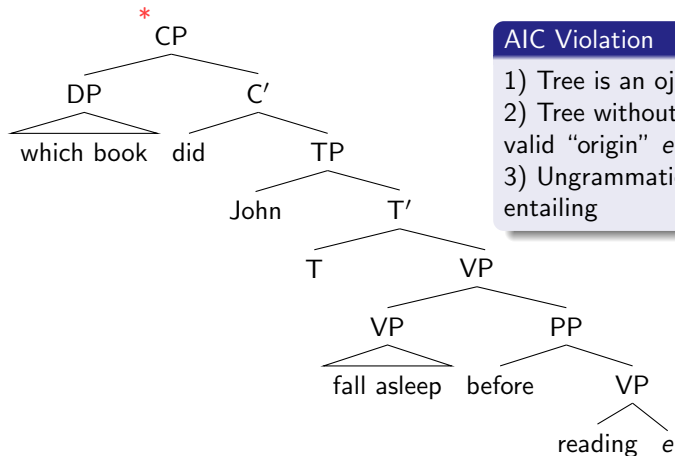 *
CP
AIC Violation
DP C′
1) Tree is an oj
2) Tree without
which book did TP
valid “origin” e
3) Ungrammatic
entailing
John T′
T VP
VP PP
fall asleep before VP
reading e